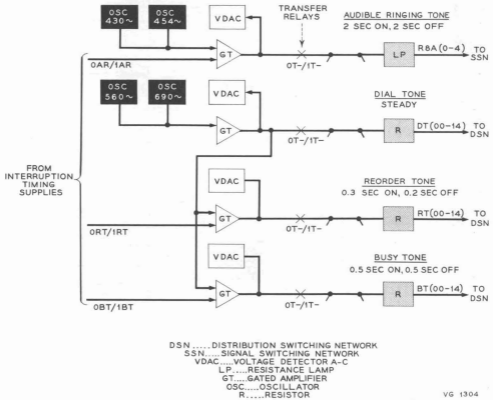 OSC
430~
OSC
454~
VDAC
TRANSFER
RELAYS
AUDIBLE RINGING TONE
2 SEC ON, 2 SEC OFF
GT
0T-/1T-
LP
RBA(0-4)
TO
SSN
0AR/1AR
OSC
560~
OSC
690~
VDAC
DIAL TONE
STEADY
GT
0T-/1T-
R
DT(00-14)
TO
DSN
FROM
INTERRUPTION
TIMING
SUPPLIES
VDAC
REORDER TONE
0.3 SEC ON, 0.2 SEC OFF
GT
0T-/1T-
R
RT(00-14)
TO
DSN
0RT/1RT
VDAC
BUSY TONE
0.5 SEC ON, 0.5 SEC OFF
GT
0T-/1T-
R
BT(00-14)
TO
DSN
0BT/1BT
DSN.....DISTRIBUTION SWITCHING NETWORK
SSN.....SIGNAL SWITCHING NETWORK
VDAC.....VOLTAGE DETECTOR A-C
LP.....RESISTANCE LAMP
GT.....GATED AMPLIFIER
OSC.....OSCILLATOR
R.....RESISTOR
VG 1304